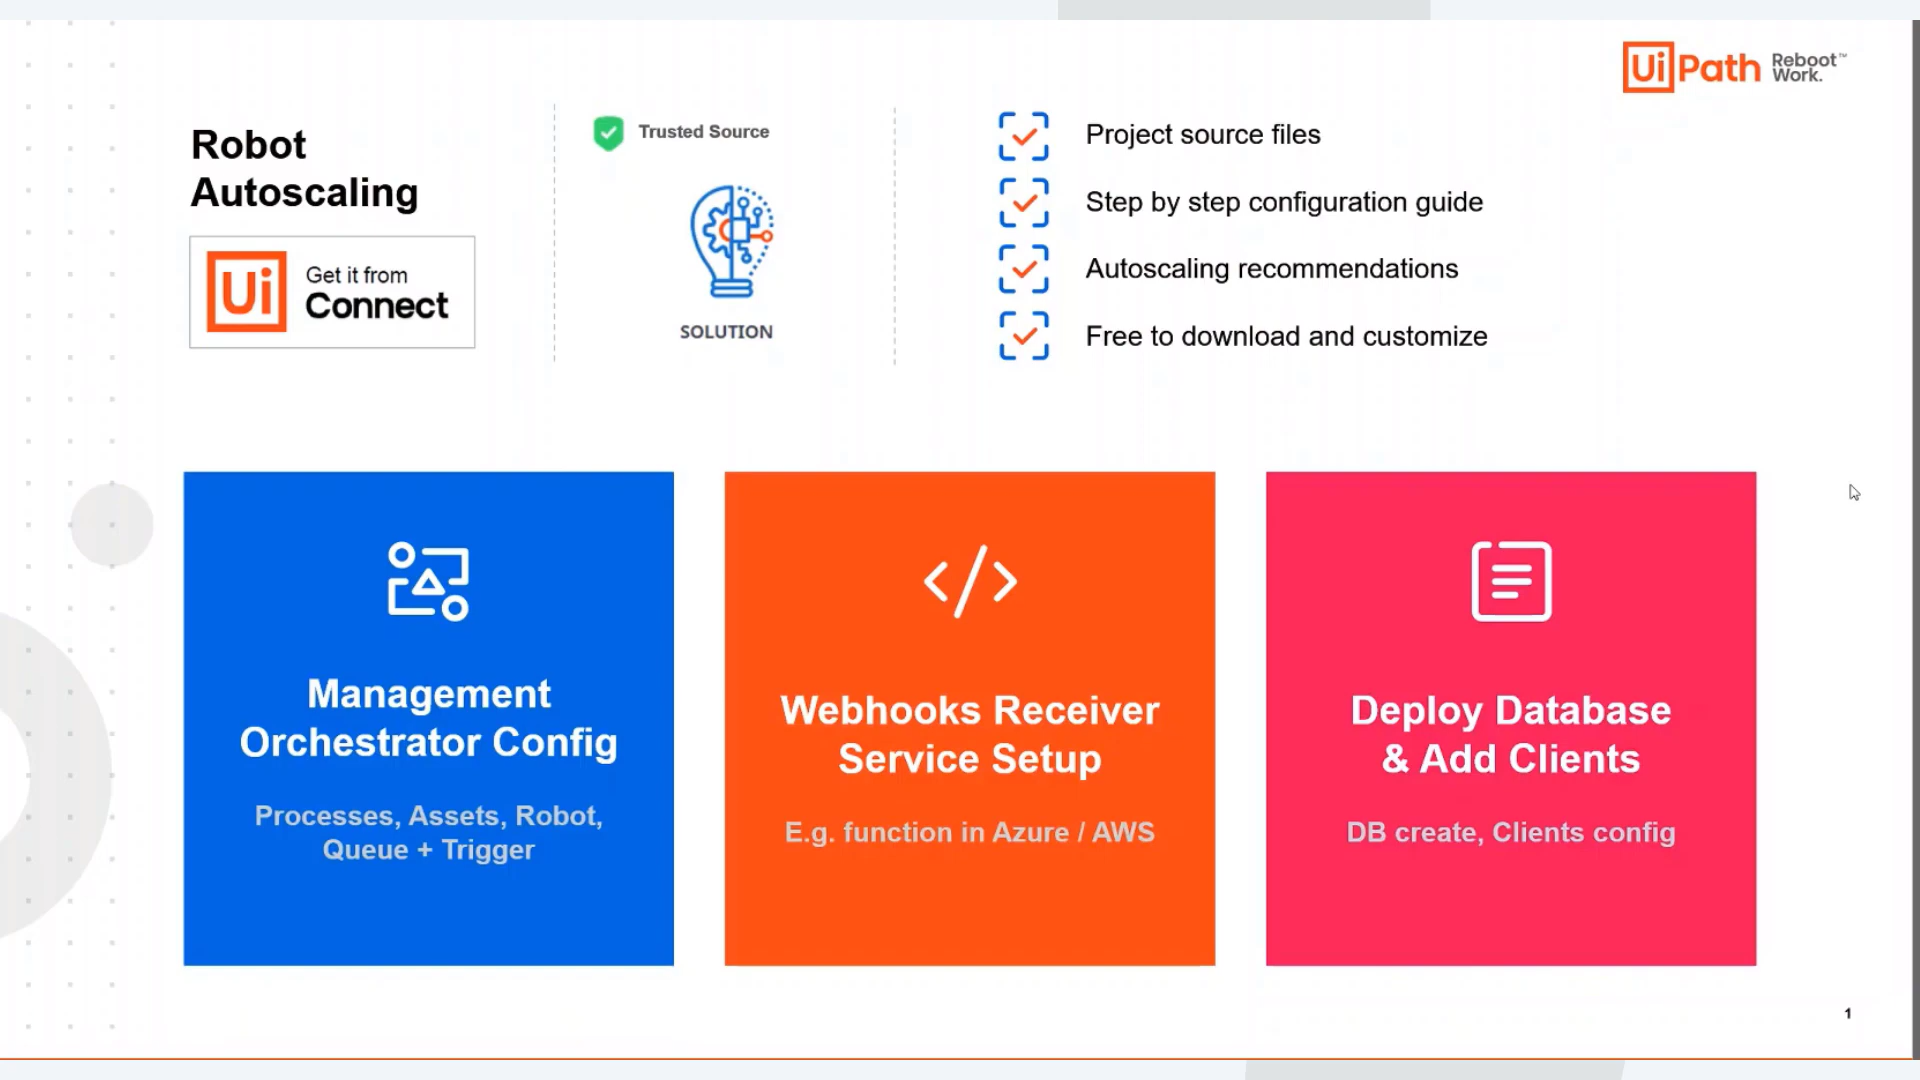 Ui Path Reboot™
Work.
Robot
Autoscaling
Ui Get it from
Connect
Trusted Source
SOLUTION
Project source files
Step by step configuration guide
Autoscaling recommendations
Free to download and customize
Management
Orchestrator Config
Processes, Assets, Robot,
Queue + Trigger
</>
Webhooks Receiver
Service Setup
E.g. function in Azure / AWS
Deploy Database
& Add Clients
DB create, Clients config
1